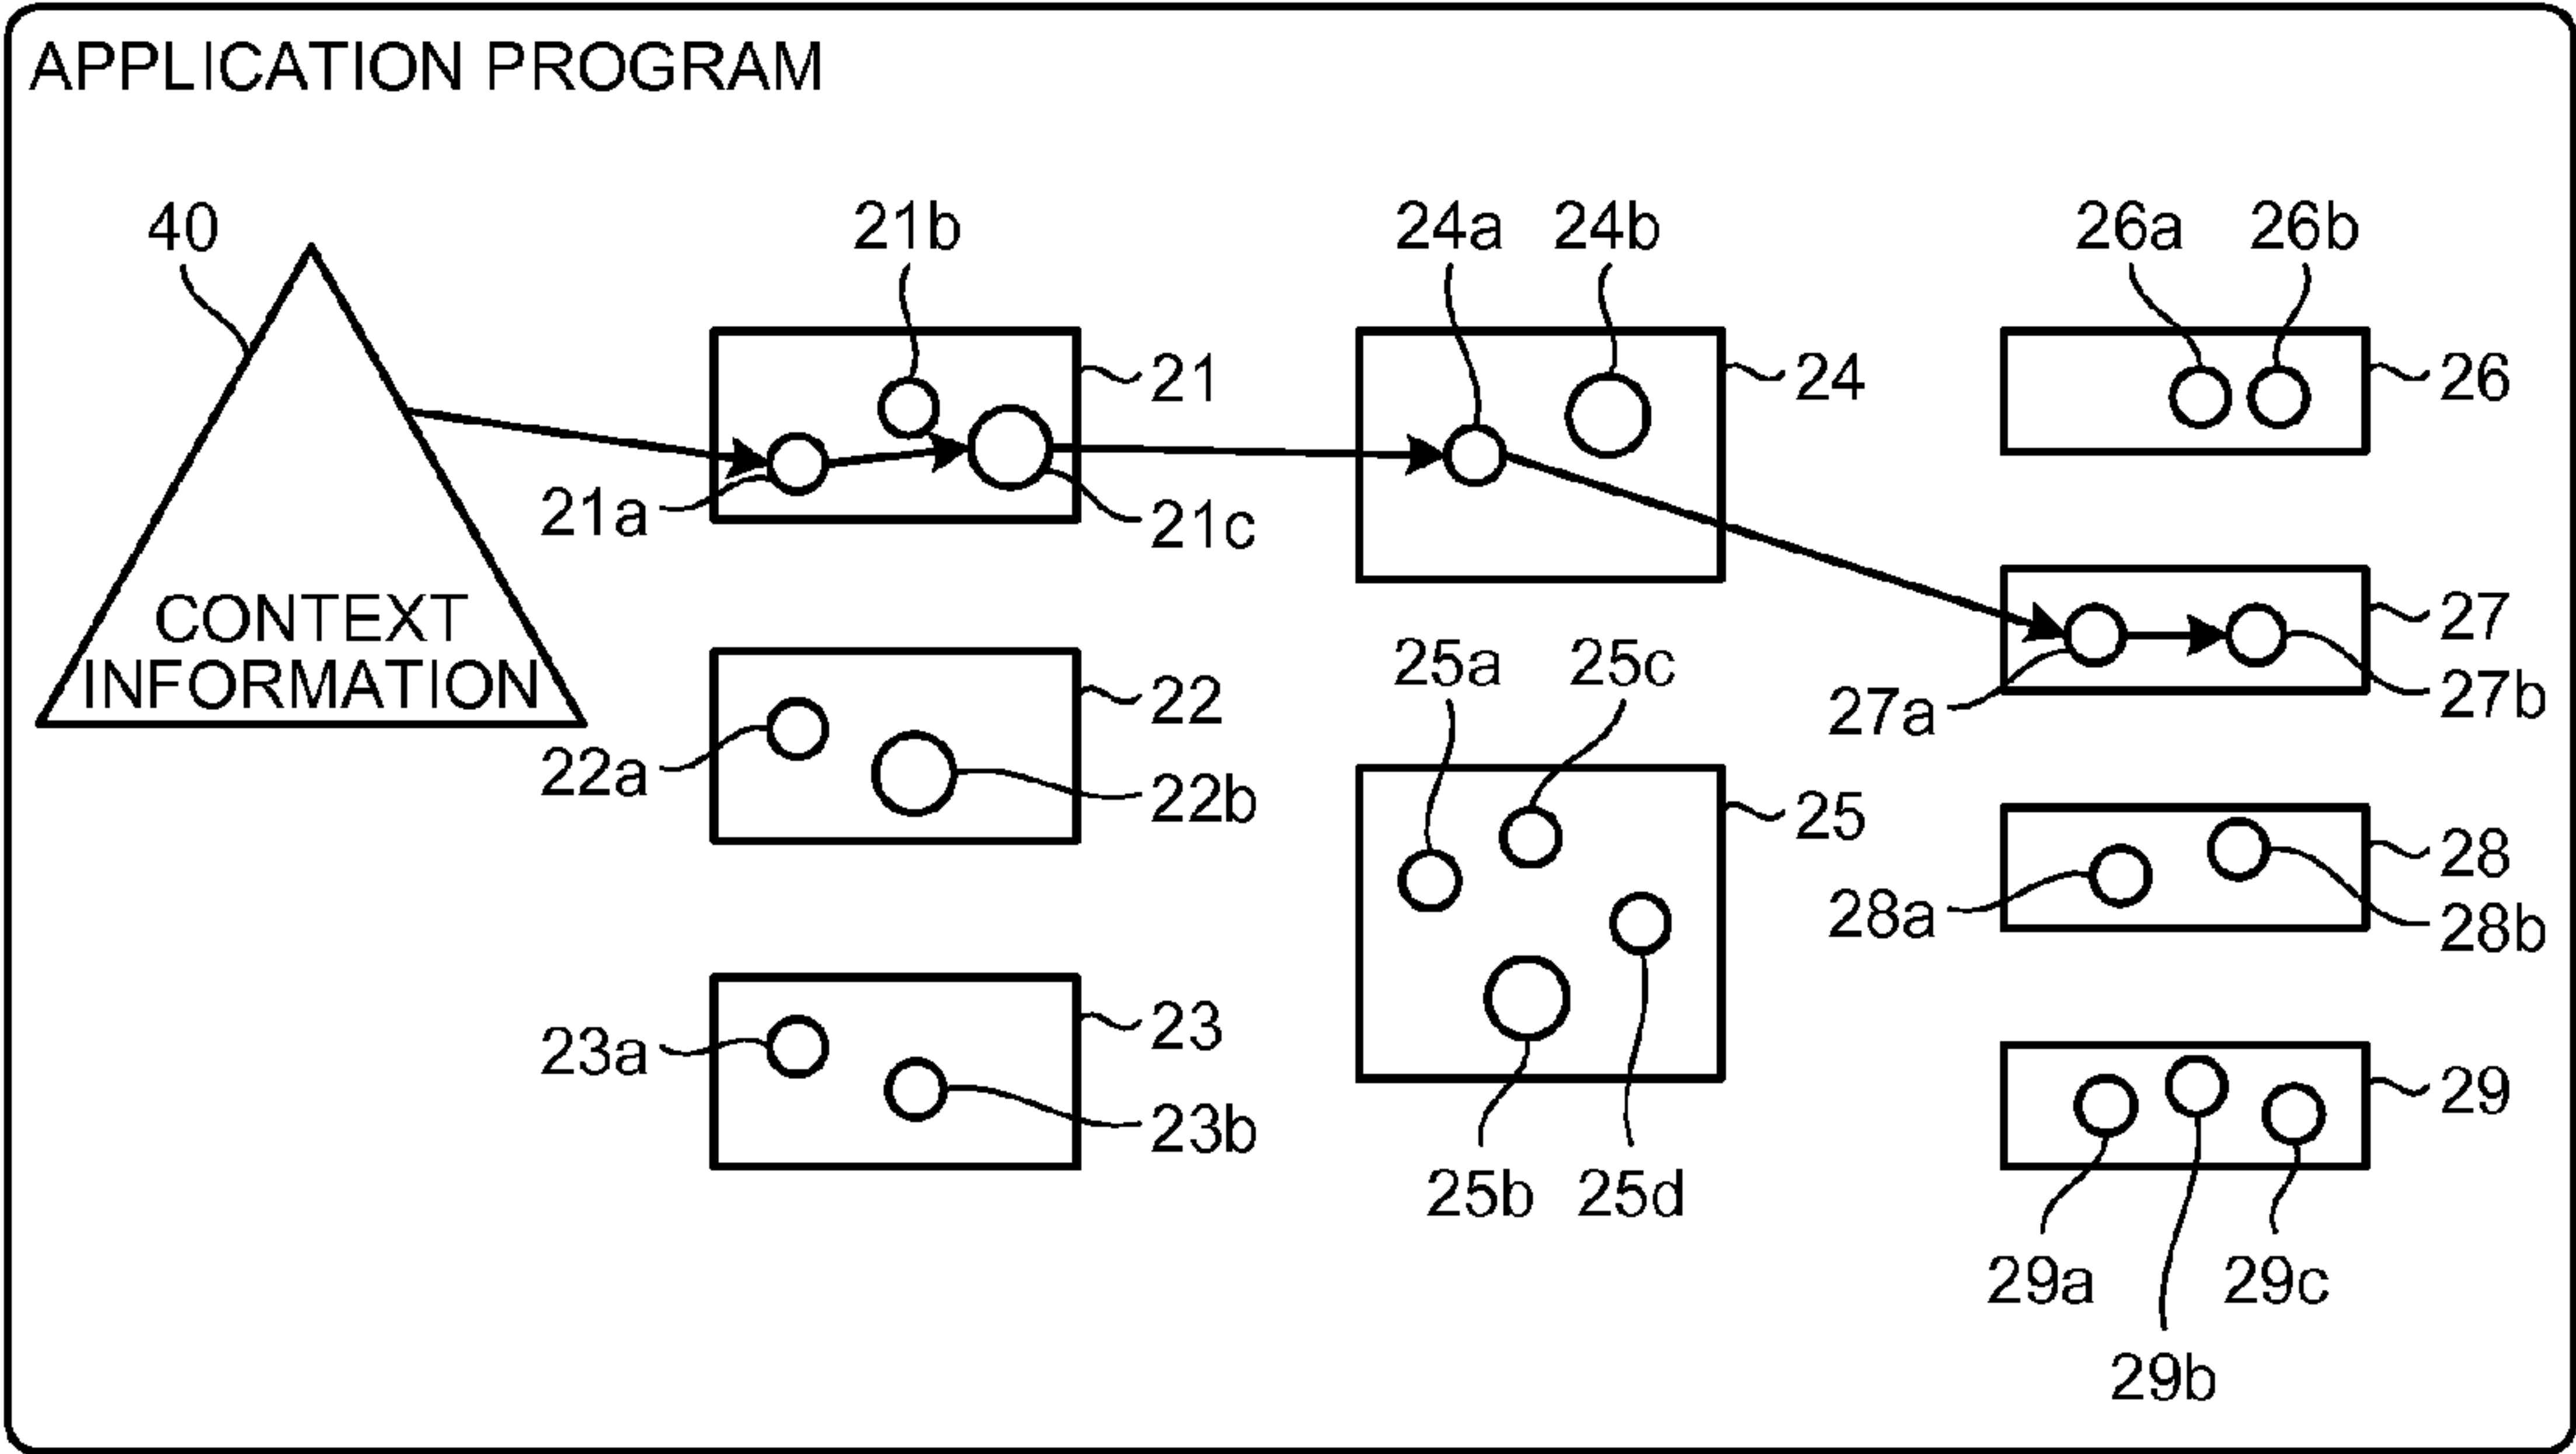 APPLICATION PROGRAM
40
21b
24a 24b
26a 26b
21
24
26
21a
21c
CONTEXT
INFORMATION
27
27a
27b
22
22a
22b
25a 25c
25
28
28a
28b
23
23a
23b
25b 25d
29
29a 29c
29b